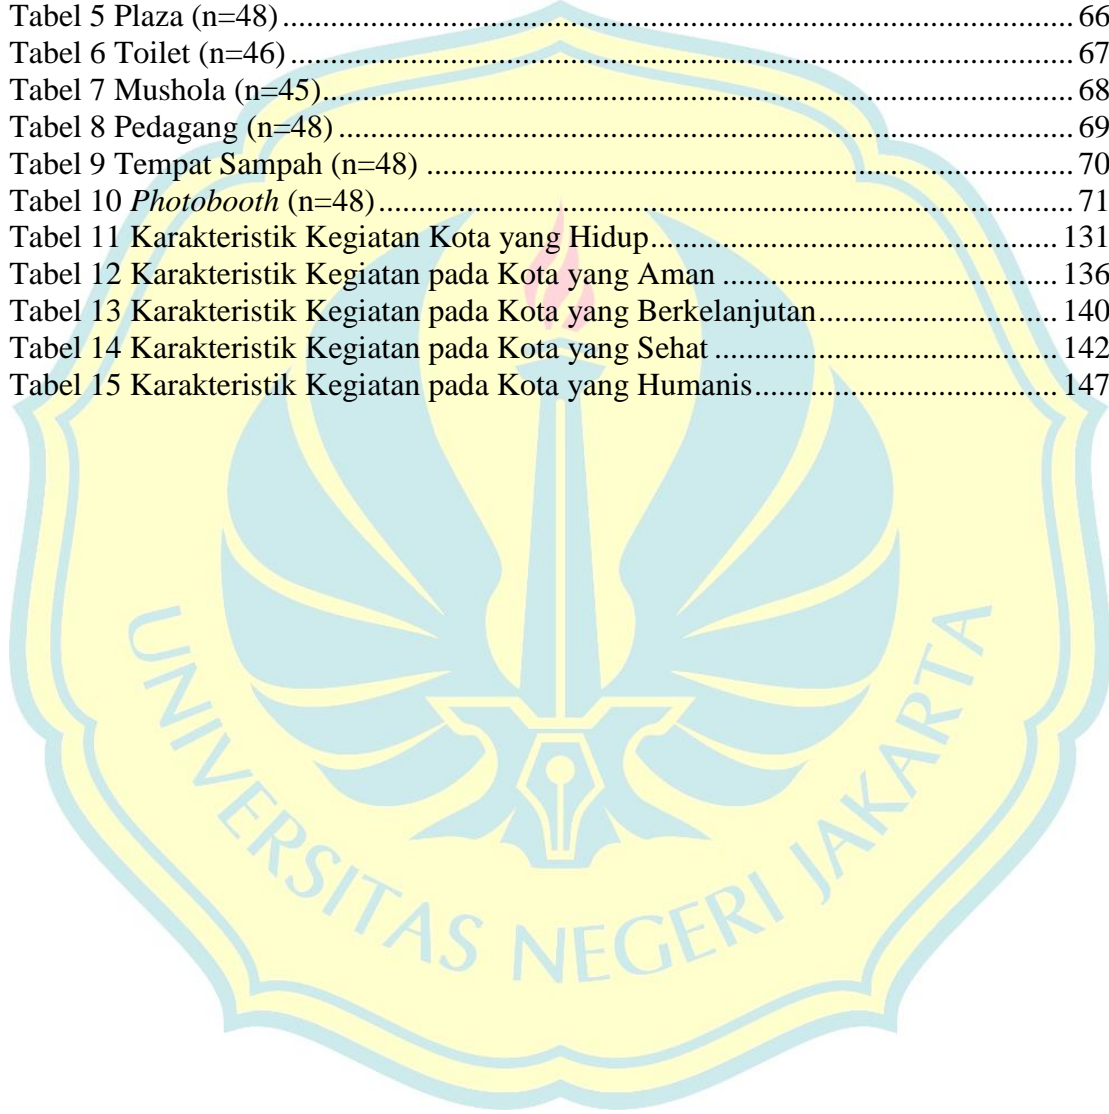 Tabel 5 Plaza (n=48)................................................................................................... 66
Tabel 6 Toilet (n=46).................................................................................................. 67
Tabel 7 Mushola (n=45).............................................................................................. 68
Tabel 8 Pedagang (n=48)............................................................................................ 69
Tabel 9 Tempat Sampah (n=48) ................................................................................. 70
Tabel 10 Photobooth (n=48)....................................................................................... 71
Tabel 11 Karakteristik Kegiatan Kota yang Hidup................................................... 131
Tabel 12 Karakteristik Kegiatan pada Kota yang Aman .......................................... 136
Tabel 13 Karakteristik Kegiatan pada Kota yang Berkelanjutan.............................. 140
Tabel 14 Karakteristik Kegiatan pada Kota yang Sehat ........................................... 142
Tabel 15 Karakteristik Kegiatan pada Kota yang Humanis...................................... 147
UNIVERSITAS NEGERI JAKARTA